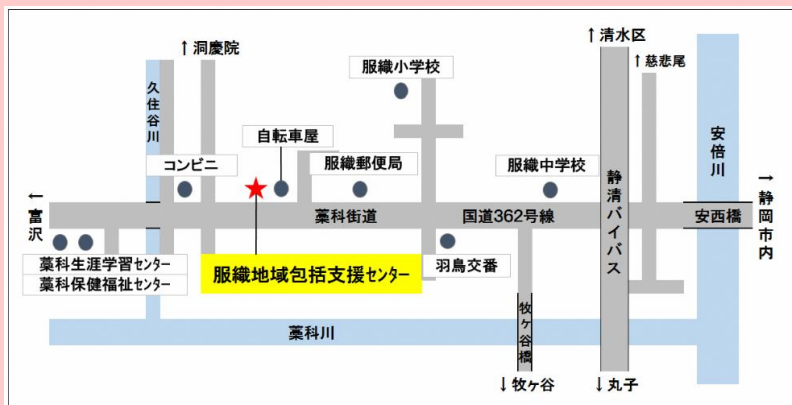 ↑清水区
↑洞慶院
服織小学校
↑慈悲尾
久住谷川
自転車屋
安倍川
コンビニ
服織郵便局
服織中学校
静清バイパス
→静岡市内
←富沢
藁科街道
国道362号線
安西橋
藁科生涯学習センター
藁科保健福祉センター
服織地域包括支援センター
羽鳥交番
牧ヶ谷橋
藁科川
↓牧ヶ谷
↓丸子